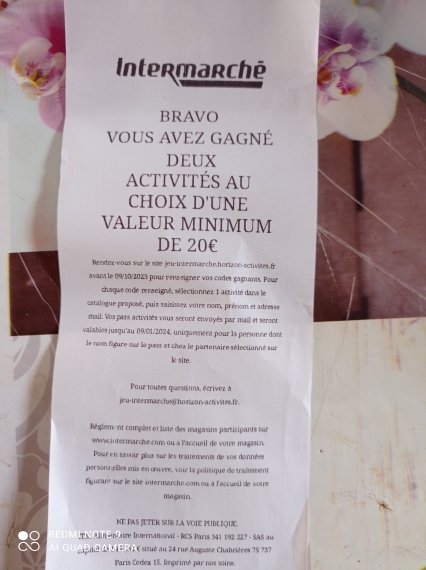 Intermarchē
BRAVO
VOUS AVEZ GAGNÉ
DEUX
ACTIVITÉS AU
CHOIX D'UNE
VALEUR MINIMUM
DE 20€
Rendez-vous sur le site jeu-intermarche.horizon-activites.fr
avant le 09/10/2023 pour renseigner vos codes gagnants. Pour
chaque code renseigné, sélectionnez 1 activité dans le
catalogue proposé, puis saisissez votre nom, prénom et adresse
mail. Vos pass activités vous seront envoyés par mail et seront
valables jusqu'au 09/01/2024, uniquement pour la personne dont
le nom figure sur le pass et chez le partenaire sélectionné sur
le site.
Pour toutes questions, écrivez à
jeu-intermarche@horizon-activites.fr.
Règlement complet et liste des magasins participants sur
www.intermarche.com ou à l'accueil de votre magasin.
Pour en savoir plus sur les traitements de vos données
personnelles mis en œuvre, voir la politique de traitement
figurant sur le site intermarche.com ou à l'accueil de votre
magasin.
NE PAS JETER SUR LA VOIE PUBLIQUE.
Alimentaire International - RCS Paris 341 192 227 - SAS au
situé au 24 rue Auguste Chabrières 75 737
Paris Cedex 15. Imprimé par nos soins.
REDMI NOTE 9
AI QUAD CAMERA